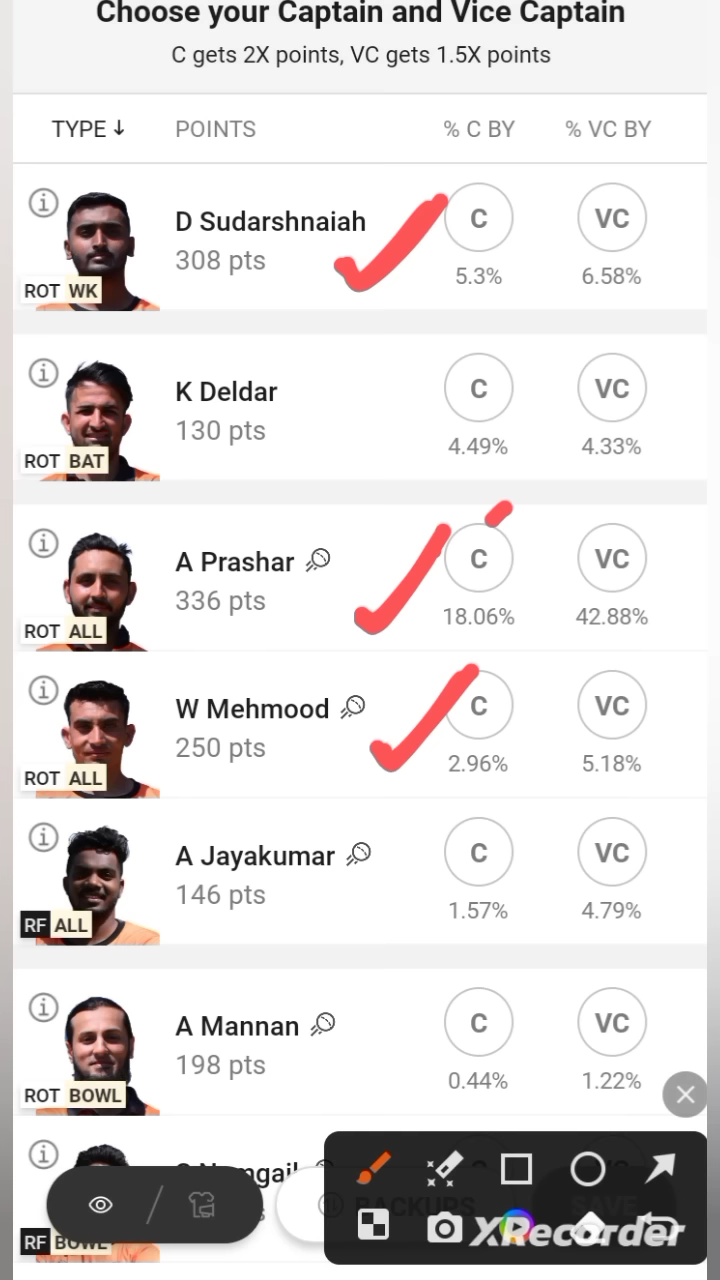 Choose your Captain and Vice Captain
C gets 2X points, VC gets 1.5X points
TYPE ↓ POINTS % C BY % VC BY
D Sudarshnaiah C VC
308 pts
ROT WK 5.3% 6.58%
K Deldar C VC
130 pts
ROT BAT 4.49% 4.33%
A Prashar C VC
336 pts
ROT ALL 18.06% 42.88%
W Mehmood C VC
250 pts
ROT ALL 2.96% 5.18%
A Jayakumar C VC
146 pts
RF ALL 1.57% 4.79%
A Mannan C VC
198 pts
ROT BOWL 0.44% 1.22%
BACKUPS SAVE
RF BOWL XRecorder